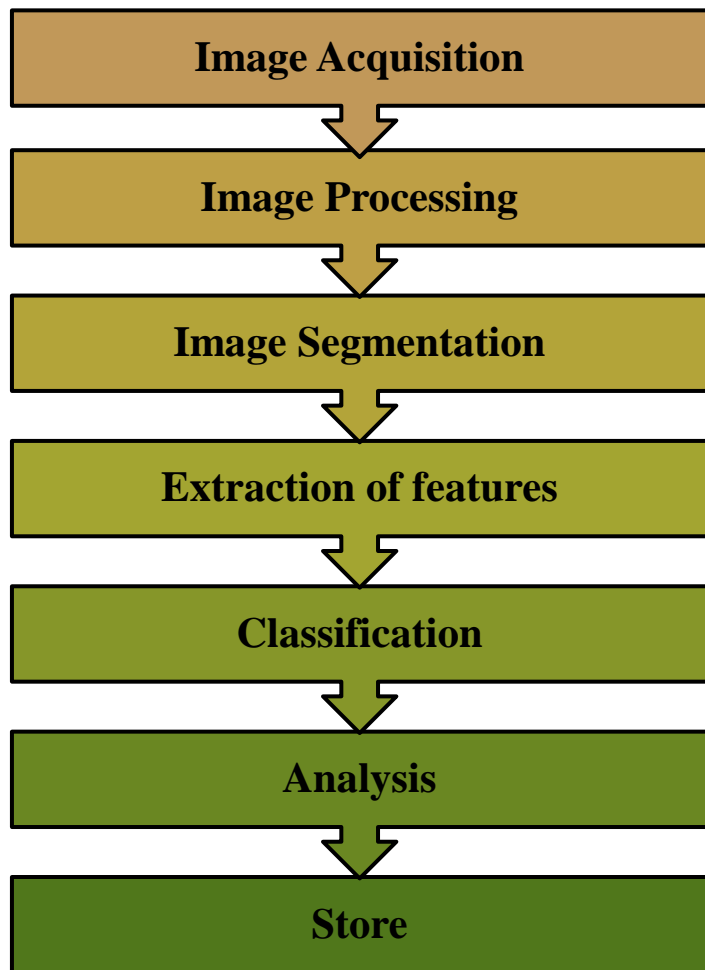 Image Acquisition
Image Processing
Image Segmentation
Extraction of features
Classification
Analysis
Store